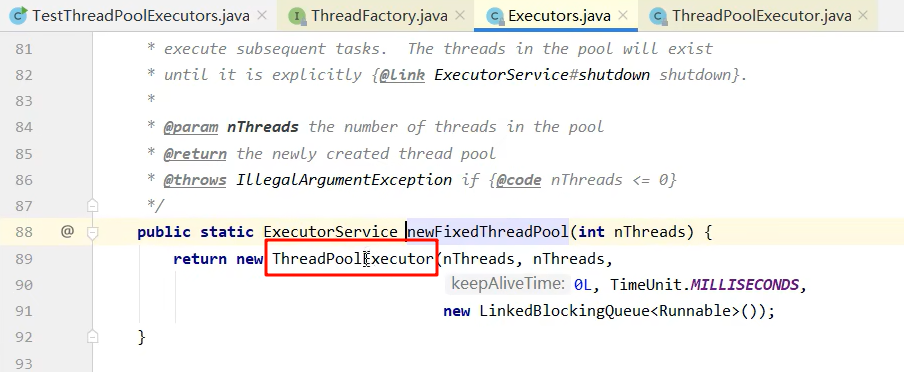 TestThreadPoolExecutors.java × ThreadFactory.java × Executors.java × ThreadPoolExecutor.java ×
81 * execute subsequent tasks.  The threads in the pool will exist
82 * until it is explicitly {@link ExecutorService#shutdown shutdown}.
83 *
84 * @param nThreads the number of threads in the pool
85 * @return the newly created thread pool
86 * @throws IllegalArgumentException if {@code nThreads <= 0}
87 */
88 @ public static ExecutorService newFixedThreadPool(int nThreads) {
89 return new ThreadPoolExecutor(nThreads, nThreads,
90 keepAliveTime: 0L, TimeUnit.MILLISECONDS,
91 new LinkedBlockingQueue<Runnable>());
92 }
93